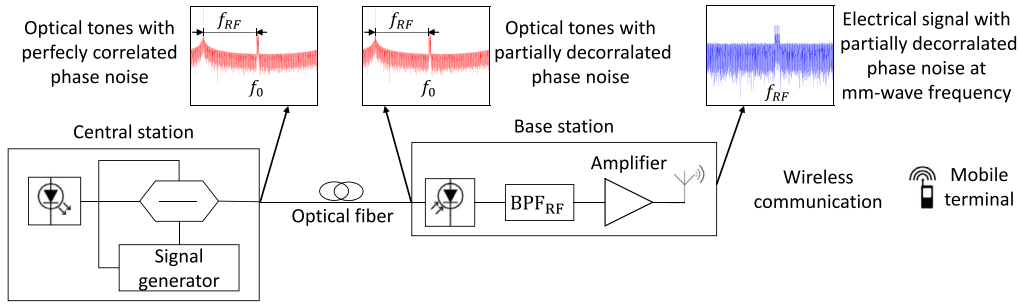 Optical tones with
perfecly correlated
phase noise
f_RF
f_0
Optical tones with
partially decorralated
phase noise
f_RF
f_0
Electrical signal with
partially decorralated
phase noise at
mm-wave frequency
f_RF
Central station
Signal
generator
Optical fiber
Base station
BPF_RF
Amplifier
Wireless
communication
Mobile
terminal